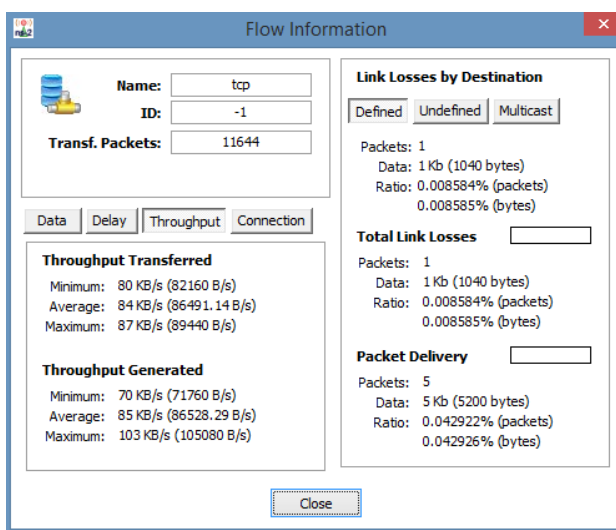 Flow Information
Name: tcp
ID: -1
Transf. Packets: 11644
Data Delay Throughput Connection
Throughput Transferred
Minimum: 80 KB/s (82160 B/s)
Average: 84 KB/s (86491.14 B/s)
Maximum: 87 KB/s (89440 B/s)
Throughput Generated
Minimum: 70 KB/s (71760 B/s)
Average: 85 KB/s (86528.29 B/s)
Maximum: 103 KB/s (105080 B/s)
Link Losses by Destination
Defined Undefined Multicast
Packets: 1
Data: 1 Kb (1040 bytes)
Ratio: 0.008584% (packets)
0.008585% (bytes)
Total Link Losses
Packets: 1
Data: 1 Kb (1040 bytes)
Ratio: 0.008584% (packets)
0.008585% (bytes)
Packet Delivery
Packets: 5
Data: 5 Kb (5200 bytes)
Ratio: 0.042922% (packets)
0.042926% (bytes)
Close